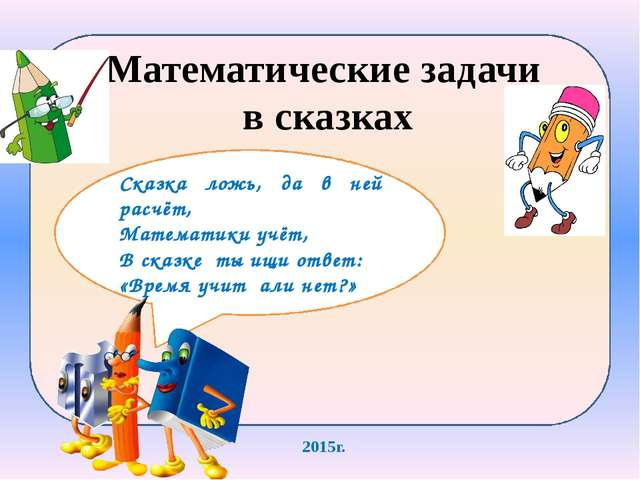 Математические задачи
в сказках
Сказка ложь, да в ней
расчёт,
Математики учёт,
В сказке ты ищи ответ:
«Время учит али нет?»
2015г.